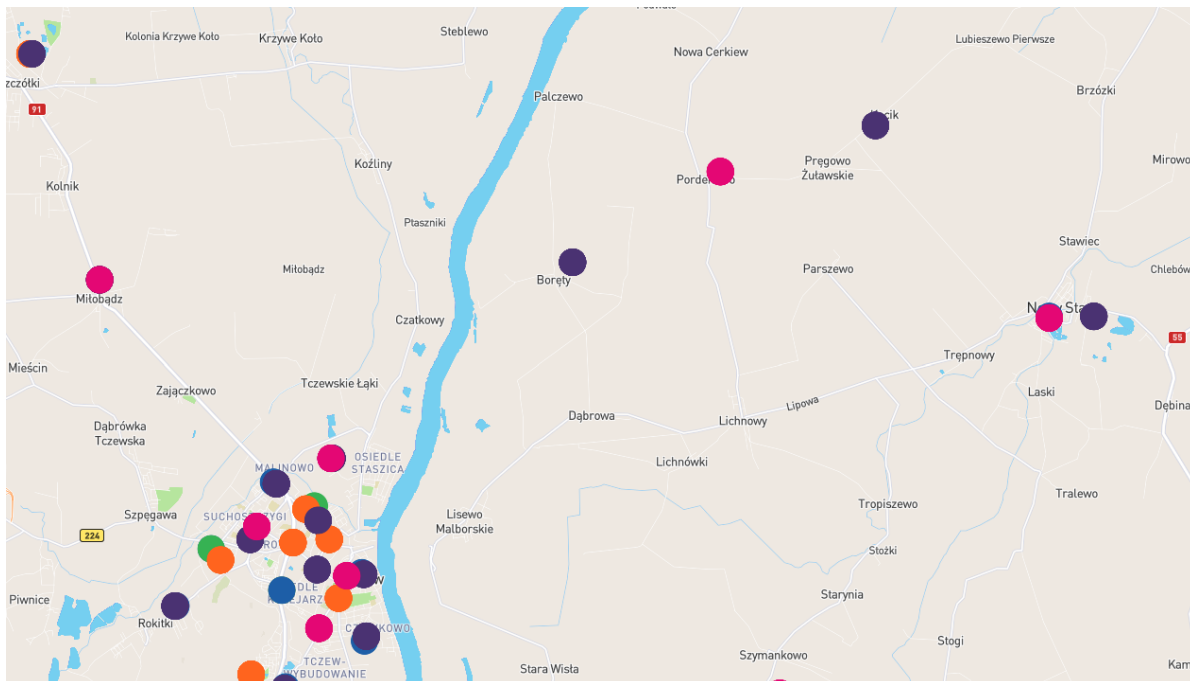 Steblewo
Kolonia Krzywe Koło
Krzywe Koło
Nowa Cerkiew
Lubieszewo Pierwsze
Brzózki
Palczewo
91
Koźliny
Pręgowo
Żuławskie
Mirowo
Kolnik
Ptaszniki
Stawiec
Miłobądz
Parszewo
Chlebów
Boręty
Miłobądz
Czatkowy
55
Trępnowy
Mieścin
Zajączkowo
Tczewskie Łąki
Laski
Lipowa
Dębina
Dąbrowa
Lichnowy
Dąbrówka
Tczewska
OSIEDLE
STASZICA
MALINOWO
Lichnówki
Tralewo
Tropiszewo
Szpęgawa
Lisewo
Malborskie
224
Stożki
Starynia
Piwnice
Rokitki
Stogi
Szymankowo
TCZEW-
WYBUDOWANIE
Stara Wisła
Kam